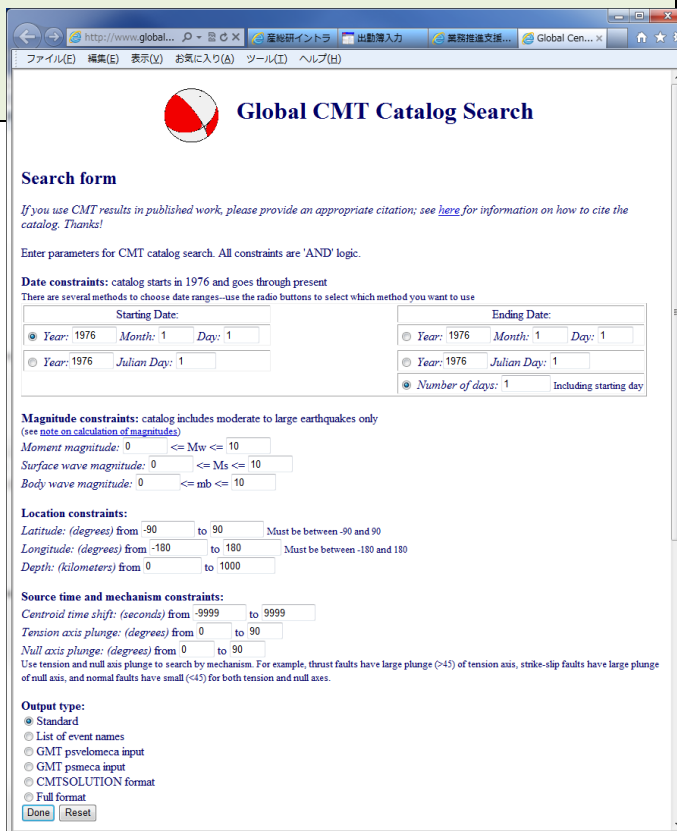 http://www.global...
産総研イントラ
出勤簿入力
業務推進支援...
Global Cen...
ファイル(F) 編集(E) 表示(V) お気に入り(A) ツール(T) ヘルプ(H)
Global CMT Catalog Search
Search form
If you use CMT results in published work, please provide an appropriate citation; see here for information on how to cite the
catalog. Thanks!
Enter parameters for CMT catalog search. All constraints are 'AND' logic.
Date constraints: catalog starts in 1976 and goes through present
There are several methods to choose date ranges--use the radio buttons to select which method you want to use
Starting Date:
Year: 1976 Month: 1 Day: 1
Year: 1976 Julian Day: 1
Ending Date:
Year: 1976 Month: 1 Day: 1
Year: 1976 Julian Day: 1
Number of days: 1 Including starting day
Magnitude constraints: catalog includes moderate to large earthquakes only
(see note on calculation of magnitudes)
Moment magnitude: 0 <= Mw <= 10
Surface wave magnitude: 0 <= Ms <= 10
Body wave magnitude: 0 <= mb <= 10
Location constraints:
Latitude: (degrees) from -90 to 90 Must be between -90 and 90
Longitude: (degrees) from -180 to 180 Must be between -180 and 180
Depth: (kilometers) from 0 to 1000
Source time and mechanism constraints:
Centroid time shift: (seconds) from -9999 to 9999
Tension axis plunge: (degrees) from 0 to 90
Null axis plunge: (degrees) from 0 to 90
Use tension and null axis plunge to search by mechanism. For example, thrust faults have large plunge (>45) of tension axis, strike-slip faults have large plunge
of null axis, and normal faults have small (<45) for both tension and null axes.
Output type:
Standard
List of event names
GMT psvelomeca input
GMT psmeca input
CMTSOLUTION format
Full format
Done Reset